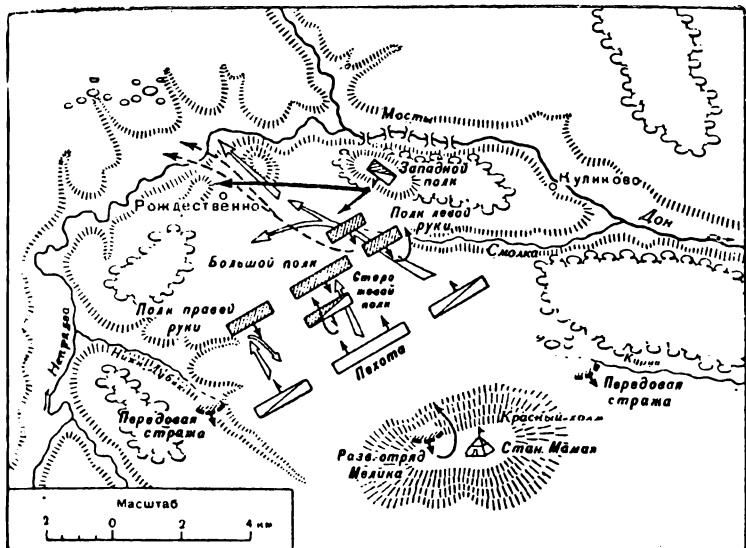 Мосты
Западной
полк
Куликово
Дон
Рождественно
Полк левой
руки
Смолка
Большой полк
Сторо
жевой
полк
Полк правей
руки
Непрядва
Пехота
Передовая
стража
Передовая
стража
Красный холм
Разв. отряд
Мелика
Стан. Мамая
Масштаб
2 0 2 4 км